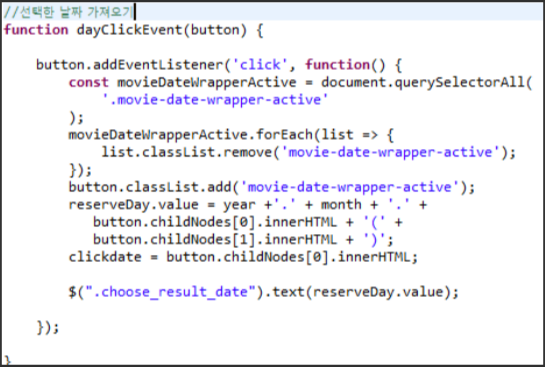 //선택한 날짜 가져오기
function dayClickEvent(button) {
button.addEventListener('click', function() {
const movieDateWrapperActive = document.querySelectorAll(
'.movie-date-wrapper-active'
);
movieDateWrapperActive.forEach(list => {
list.classList.remove('movie-date-wrapper-active');
});
button.classList.add('movie-date-wrapper-active');
reserveDay.value = year +'.' + month + '.' +
button.childNodes[0].innerHTML + '(' +
button.childNodes[1].innerHTML + ')';
clickdate = button.childNodes[0].innerHTML;
$(".choose_result_date").text(reserveDay.value);
});
}